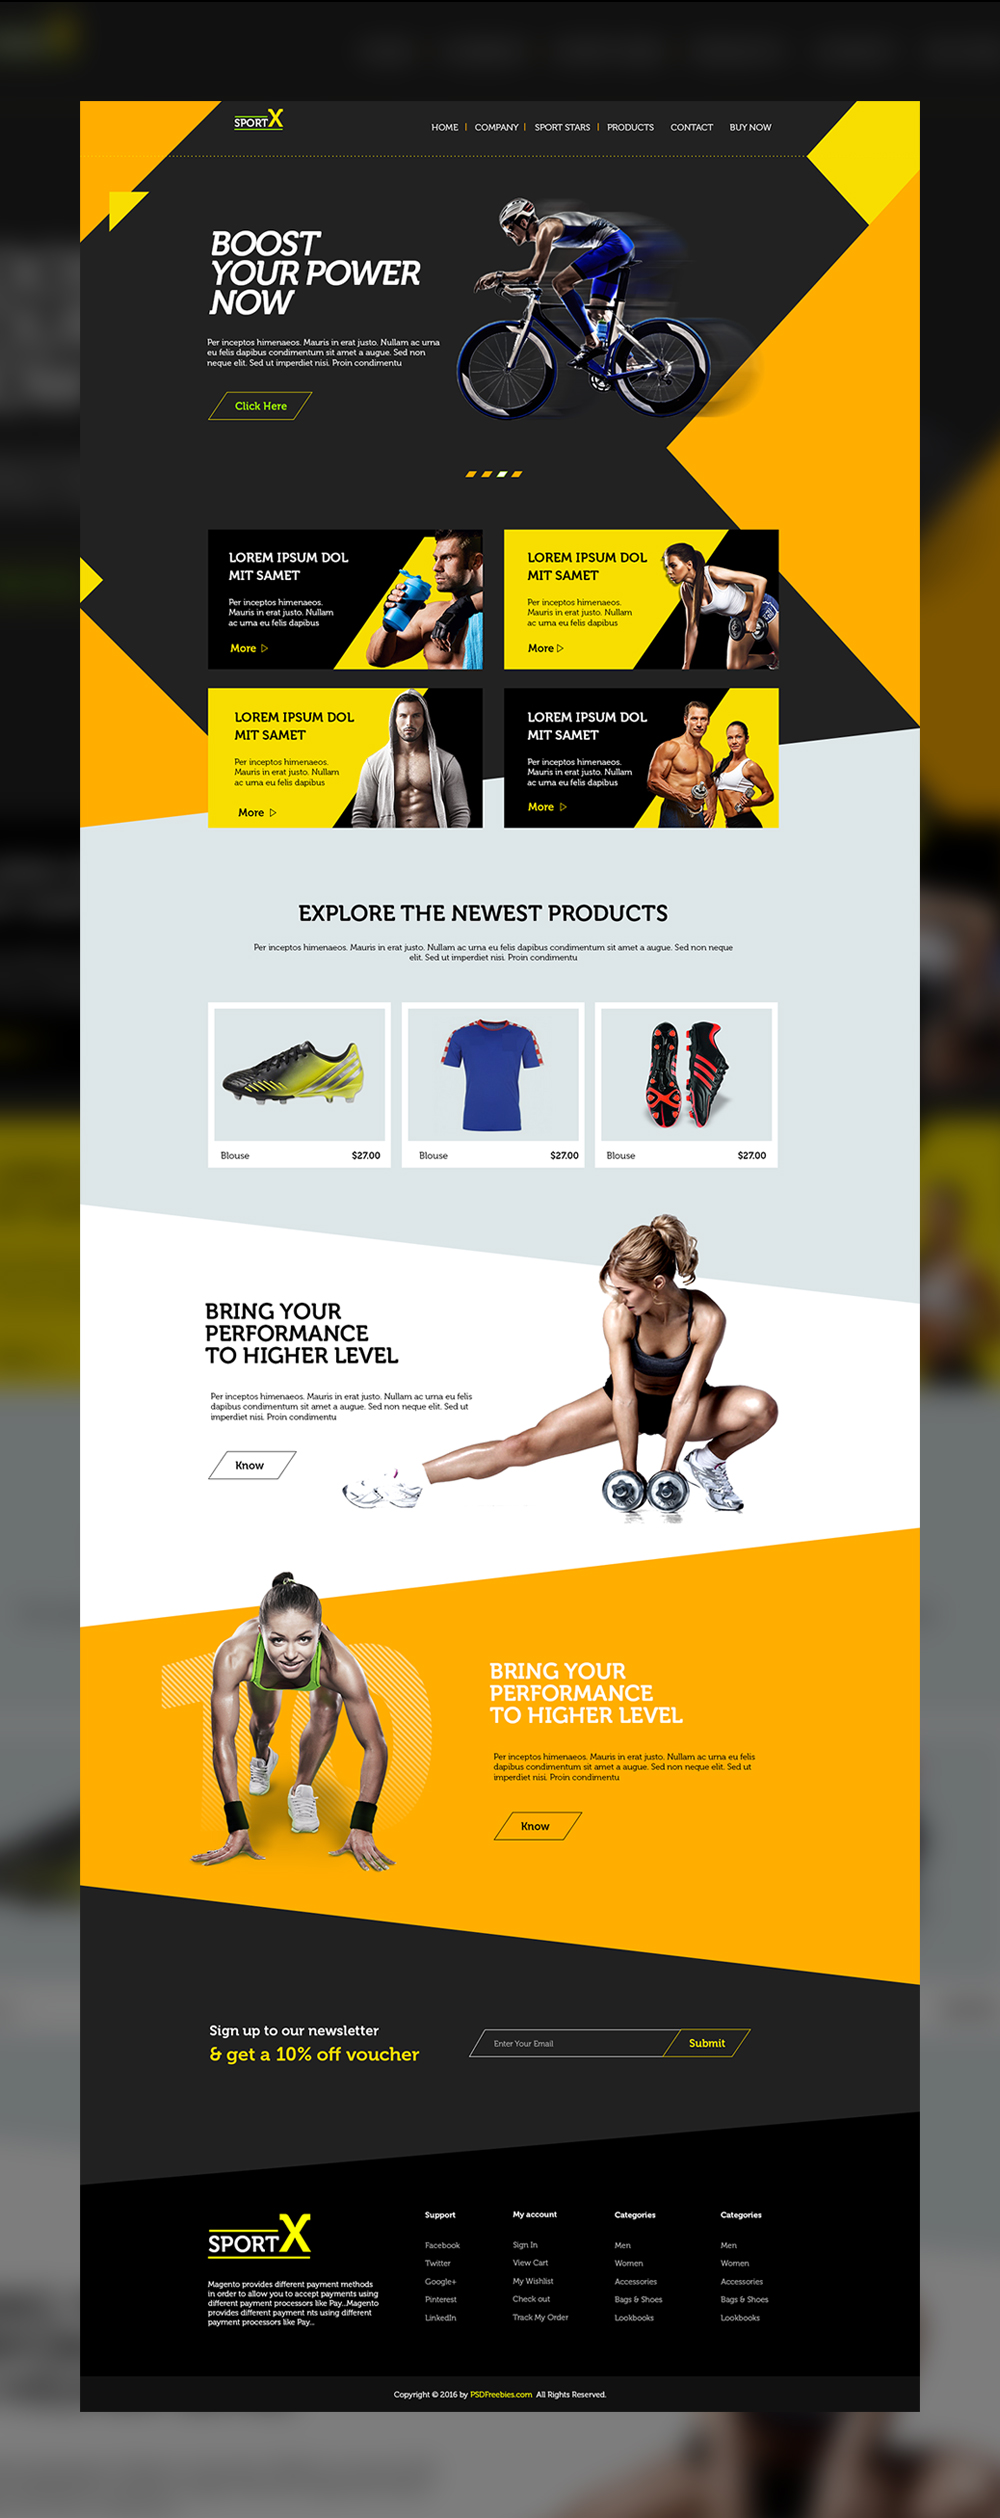 SPORTX
HOME
COMPANY
SPORT STARS
PRODUCTS
CONTACT
BUY NOW
BOOST
YOUR POWER
NOW
Per inceptos himenaeos. Mauris in erat justo. Nullam ac urna
eu felis dapibus condimentum sit amet a augue. Sed non
neque elit. Sed ut imperdiet nisi. Proin condimentu
Click Here
LOREM IPSUM DOL
MIT SAMET
Per inceptos himenaeos.
Mauris in erat justo. Nullam
ac urna eu felis dapibus
More
LOREM IPSUM DOL
MIT SAMET
Per inceptos himenaeos.
Mauris in erat justo. Nullam
ac urna eu felis dapibus
More
LOREM IPSUM DOL
MIT SAMET
Per inceptos himenaeos.
Mauris in erat justo. Nullam
ac urna eu felis dapibus
More
LOREM IPSUM DOL
MIT SAMET
Per inceptos himenaeos.
Mauris in erat justo. Nullam
ac urna eu felis dapibus
More
EXPLORE THE NEWEST PRODUCTS
Per inceptos himenaeos. Mauris in erat justo. Nullam ac urna eu felis dapibus condimentum sit amet a augue. Sed non neque
elit. Sed ut imperdiet nisi. Proin condimentu
Blouse $27.00
Blouse $27.00
Blouse $27.00
BRING YOUR
PERFORMANCE
TO HIGHER LEVEL
Per inceptos himenaeos. Mauris in erat justo. Nullam ac urna eu felis
dapibus condimentum sit amet a augue. Sed non neque elit. Sed ut
imperdiet nisi. Proin condimentu
Know
10
BRING YOUR
PERFORMANCE
TO HIGHER LEVEL
Per inceptos himenaeos. Mauris in erat justo. Nullam ac urna eu felis
dapibus condimentum sit amet a augue. Sed non neque elit. Sed ut
imperdiet nisi. Proin condimentu
Know
Sign up to our newsletter
& get a 10% off voucher
Enter Your Email
Submit
SPORTX
Magento provides different payment methods
in order to allow you to accept payments using
different payment processors like Pay...Magento
provides different payment nts using different
payment processors like Pay...
Support
Facebook
Twitter
Google+
Pinterest
LinkedIn
My account
Sign In
View Cart
My Wishlist
Check out
Track My Order
Categories
Men
Women
Accessories
Bags & Shoes
Lookbooks
Categories
Men
Women
Accessories
Bags & Shoes
Lookbooks
Copyright © 2016 by PSDFreebies.com All Rights Reserved.